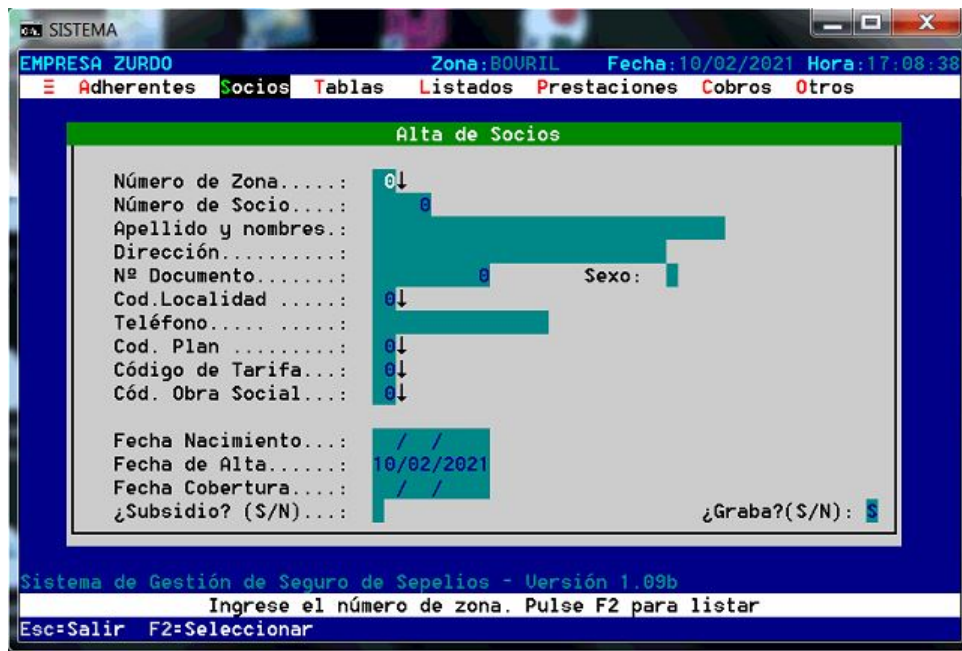 SISTEMA
EMPRESA ZURDO Zona:BOURIL Fecha:10/02/2021 Hora:17:08:38
≡ Adherentes Socios Tablas Listados Prestaciones Cobros Otros
Alta de Socios
Número de Zona.....: 0↓
Número de Socio....: 0
Apellido y nombres.:
Dirección..........:
Nº Documento.......: 0 Sexo:
Cod.Localidad .....: 0↓
Teléfono..... .....:
Cod. Plan .........: 0↓
Código de Tarifa...: 0↓
Cód. Obra Social...: 0↓
Fecha Nacimiento...: / /
Fecha de Alta......: 10/02/2021
Fecha Cobertura....: / /
¿Subsidio? (S/N)...: ¿Graba?(S/N): S
Sistema de Gestión de Seguro de Sepelios - Versión 1.09b
Ingrese el número de zona. Pulse F2 para listar
Esc=Salir F2=Seleccionar